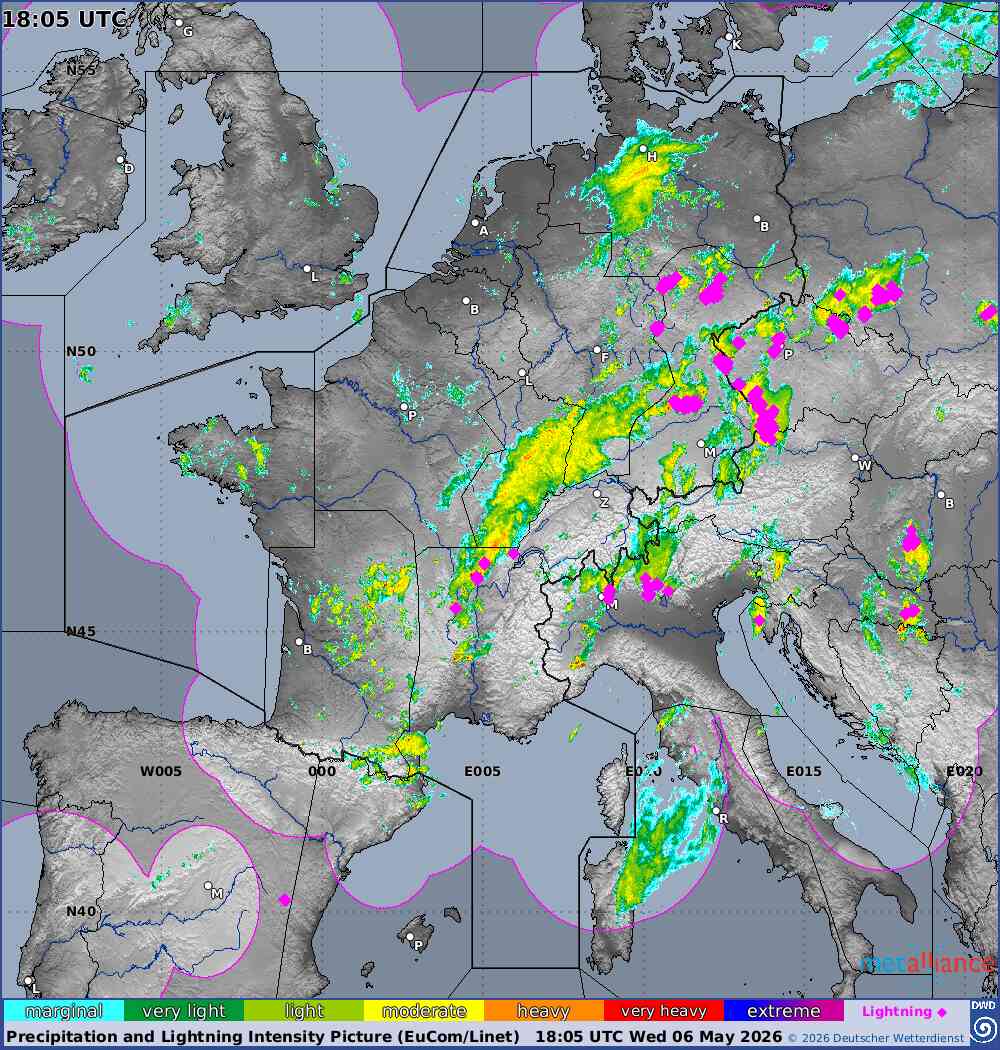 18:05 UTC
G
K
N55
D
H
A
B
L
B
N50
F
P
L
P
M
W
Z
B
M
N45
B
W005
000
E005
E010
E015
E020
R
M
N40
P
L
metalliance
marginal
very light
light
moderate
heavy
very heavy
extreme
Lightning
DWD
Precipitation and Lightning Intensity Picture (EuCom/Linet) 18:05 UTC Wed 06 May 2026 © 2026 Deutscher Wetterdienst